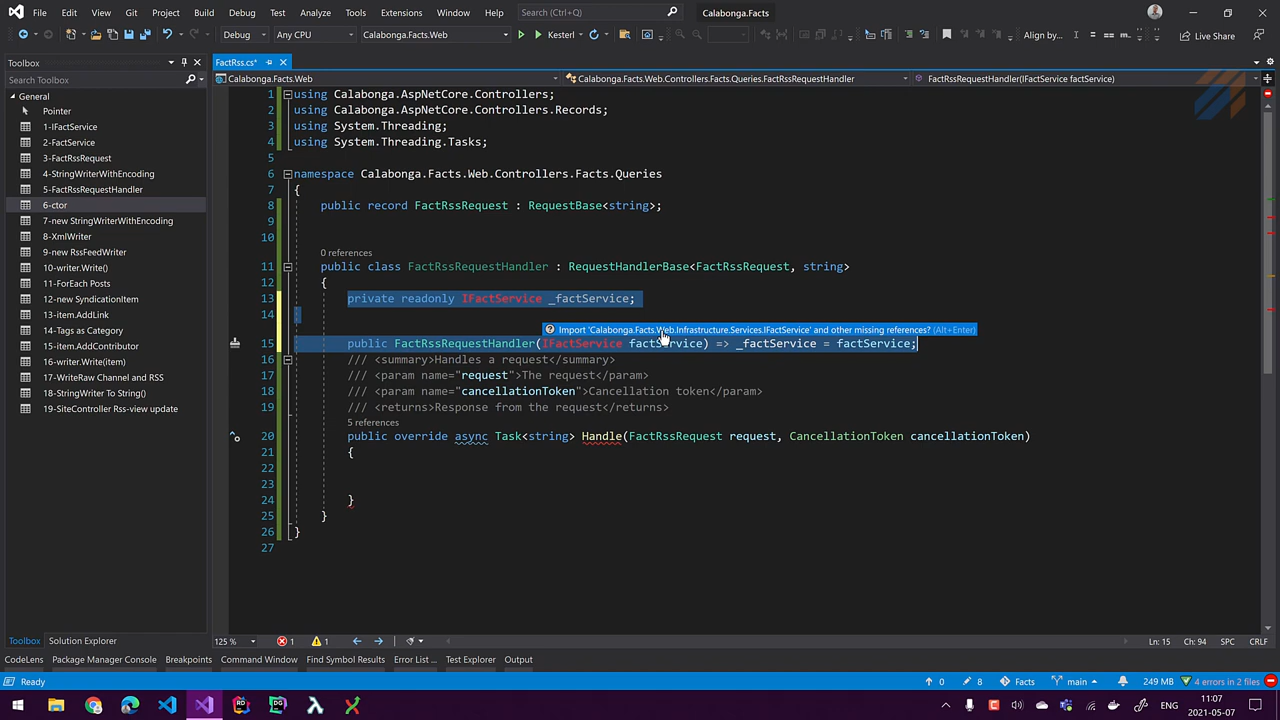 File Edit View Git Project Build Debug Test Analyze Tools Extensions Window Help Search (Ctrl+Q) Calabonga.Facts
Debug Any CPU Calabonga.Facts.Web Kesterl Align by... Live Share
Toolbox
Search Toolbox
General
Pointer
1-IFactService
2-FactService
3-FactRssRequest
4-StringWriterWithEncoding
5-FactRssRequestHandler
6-ctor
7-new StringWriterWithEncoding
8-XmlWriter
9-new RssFeedWriter
10-writer.Write()
11-ForEach Posts
12-new SyndicationItem
13-item.AddLink
14-Tags as Category
15-item.AddContributor
16-writer.Write(item)
17-WriteRaw Channel and RSS
18-StringWriter To String()
19-SiteController Rss-view update
Toolbox Solution Explorer
FactRss.cs*
Calabonga.Facts.Web Calabonga.Facts.Web.Controllers.Facts.Queries.FactRssRequestHandler FactRssRequestHandler(IFactService factService)
1 using Calabonga.AspNetCore.Controllers;
2 using Calabonga.AspNetCore.Controllers.Records;
3 using System.Threading;
4 using System.Threading.Tasks;
5
6 namespace Calabonga.Facts.Web.Controllers.Facts.Queries
7 {
8 public record FactRssRequest : RequestBase<string>;
9
10
0 references
11 public class FactRssRequestHandler : RequestHandlerBase<FactRssRequest, string>
12 {
13 private readonly IFactService _factService;
14
Import 'Calabonga.Facts.Web.Infrastructure.Services.IFactService' and other missing references? (Alt+Enter)
15 public FactRssRequestHandler(IFactService factService) => _factService = factService;
16 /// <summary>Handles a request</summary>
17 /// <param name="request">The request</param>
18 /// <param name="cancellationToken">Cancellation token</param>
19 /// <returns>Response from the request</returns>
5 references
20 public override async Task<string> Handle(FactRssRequest request, CancellationToken cancellationToken)
21 {
22
23
24 }
25 }
26 }
27
125 % 1 1 Ln: 15 Ch: 94 SPC CRLF
CodeLens Package Manager Console Breakpoints Command Window Find Symbol Results Error List ... Test Explorer Output
Ready 0 8 Facts main 249 MB 4 errors in 2 files
ENG 11:07
2021-05-07